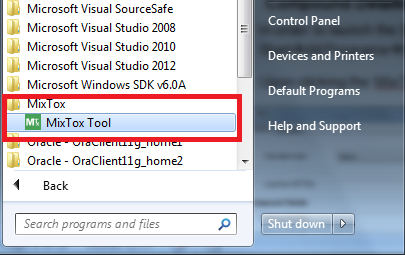 Microsoft Visual SourceSafe
Microsoft Visual Studio 2008
Microsoft Visual Studio 2010
Microsoft Visual Studio 2012
Microsoft Windows SDK v6.0A
MixTox
MixTox Tool
Oracle - OraClient11g_home1
Oracle - OraClient11g_home2
Back
Search programs and files
Control Panel
Devices and Printers
Default Programs
Help and Support
Shut down